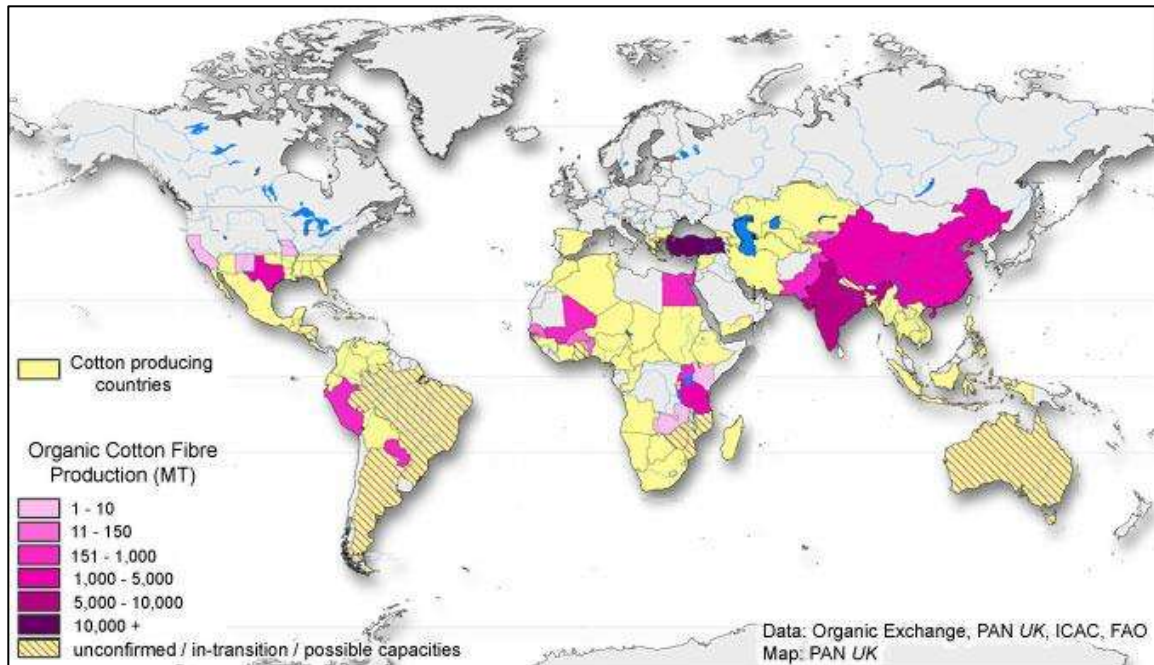 Cotton producing
countries
Organic Cotton Fibre
Production (MT)
1 - 10
11 - 150
151 - 1,000
1,000 - 5,000
5,000 - 10,000
10,000 +
unconfirmed / in-transition / possible capacities
Data: Organic Exchange, PAN UK, ICAC, FAO
Map: PAN UK